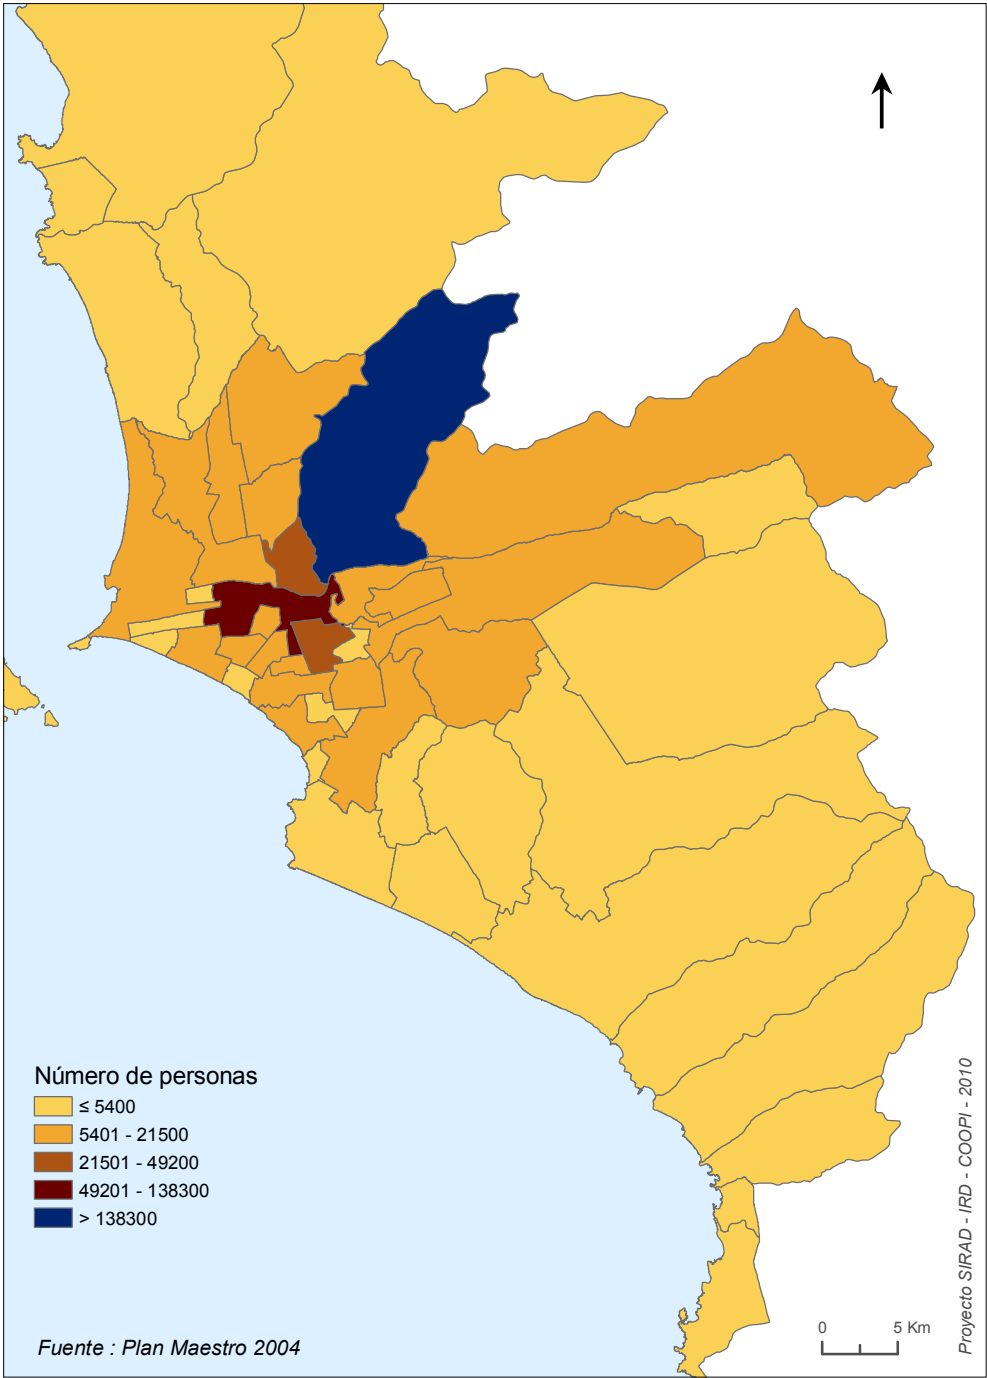 Número de personas
≤ 5400
5401 - 21500
21501 - 49200
49201 - 138300
> 138300
Fuente : Plan Maestro 2004
0 5 Km
Proyecto SIRAD - IRD - COOPI - 2010